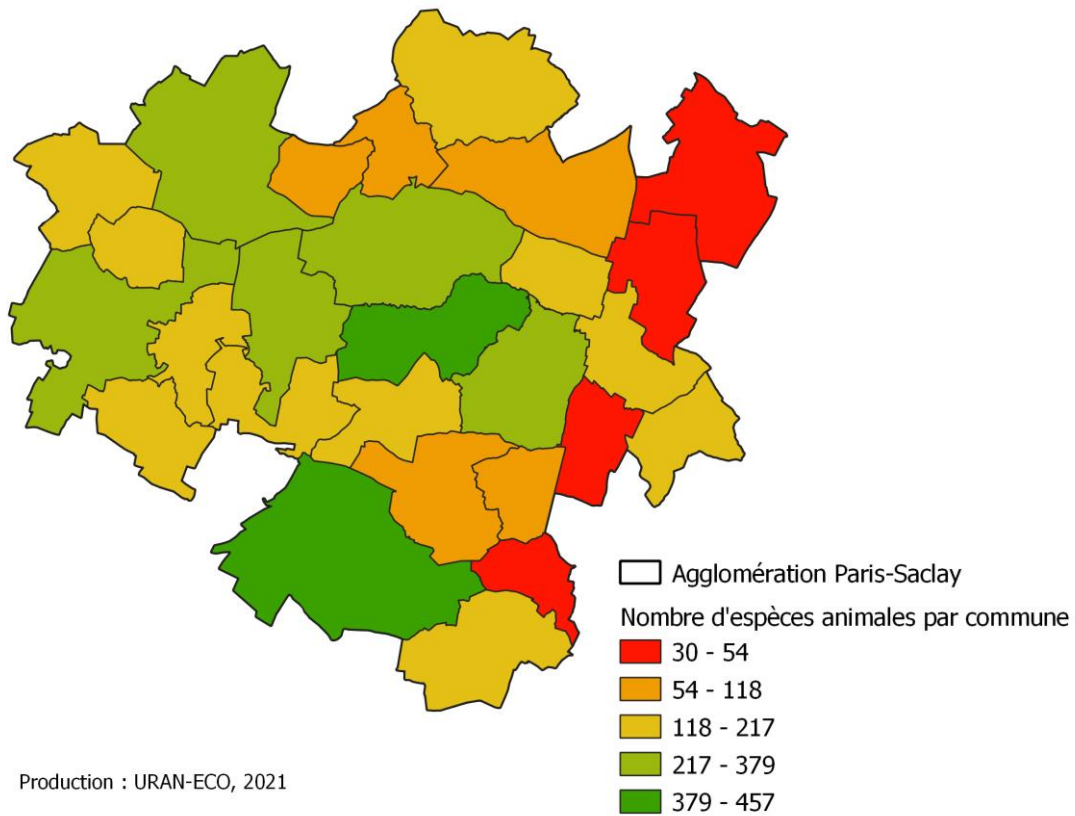 Agglomération Paris-Saclay
Nombre d'espèces animales par commune
30 - 54
54 - 118
118 - 217
217 - 379
379 - 457
Production : URAN-ECO, 2021